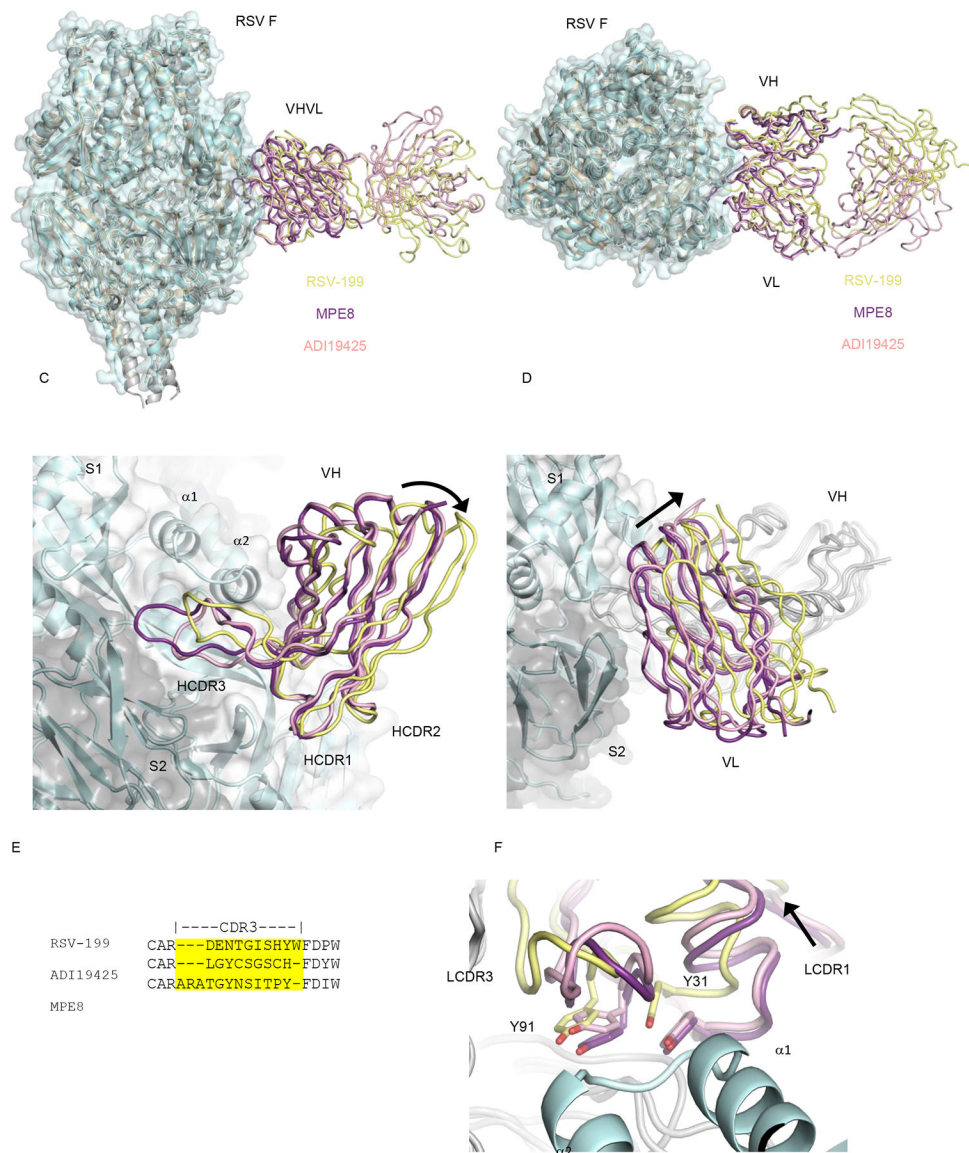 RSV F
VHVL
RSV-199
MPE8
ADI19425
RSV F
VH
VL
RSV-199
MPE8
ADI19425
C
S1
α1
α2
VH
HCDR3
HCDR2
HCDR1
S2
D
S1
VH
S2
VL
E
|----CDR3----|
RSV-199 CAR---DENTGISHYWFDPW
ADI19425 CAR---LGYCSGSCH-FDYW
MPE8 CARARATGYNSITPY-FDIW
F
LCDR3
LCDR1
Y31
Y91
α1
α2